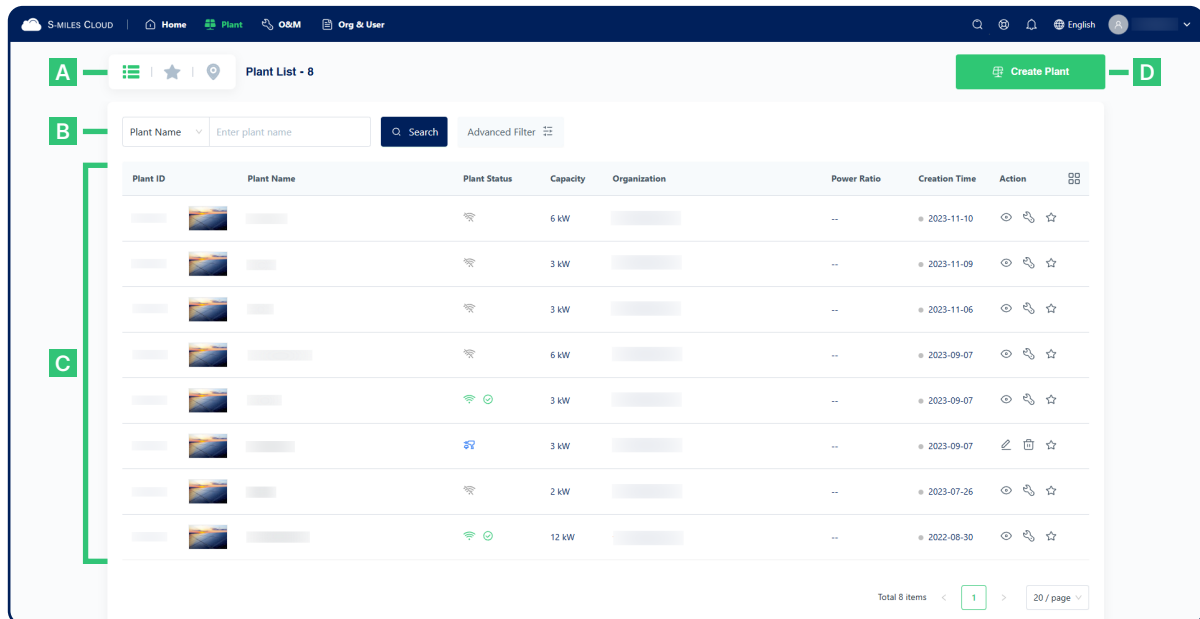 S-MILES CLOUD Home Plant O&M Org & User English
A Plant List - 8 Create Plant D
B Plant Name Enter plant name Search Advanced Filter
Plant ID Plant Name Plant Status Capacity Organization Power Ratio Creation Time Action
6 kW -- 2023-11-10
3 kW -- 2023-11-09
3 kW -- 2023-11-06
6 kW -- 2023-09-07
C
3 kW -- 2023-09-07
3 kW -- 2023-09-07
2 kW -- 2023-07-26
12 kW -- 2022-08-30
Total 8 items < 1 > 20 / page